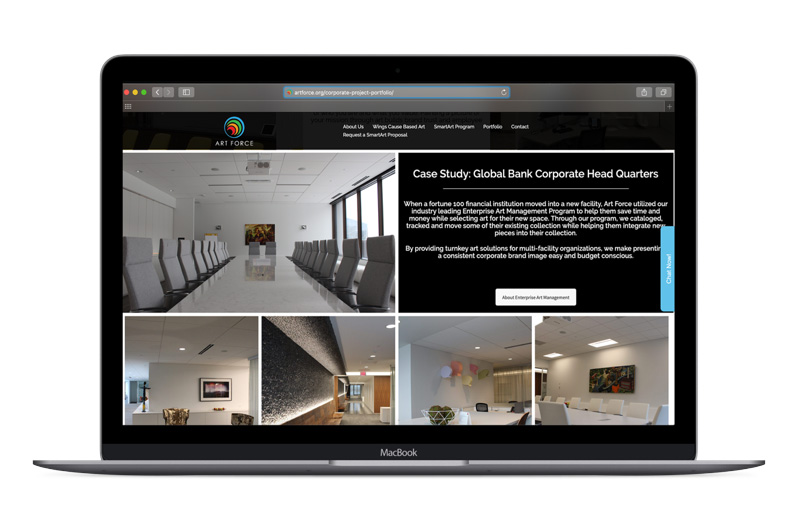 artforce.org/corporate-project-portfolio/
ART FORCE
About Us Wings Cause Based Art SmartArt Program Portfolio Contact
Request a SmartArt Proposal
Case Study: Global Bank Corporate Head Quarters
When a fortune 100 financial institution moved into a new facility, Art Force utilized our
industry leading Enterprise Art Management Program to help them save time and
money while selecting art for their new space. Through our program, we cataloged,
tracked and move some of their existing collection while helping them integrate new
pieces into their collection.
By providing turnkey art solutions for multi-facility organizations, we make presenting
a consistent corporate brand image easy and budget conscious.
Chat Now!
About Enterprise Art Management
MacBook